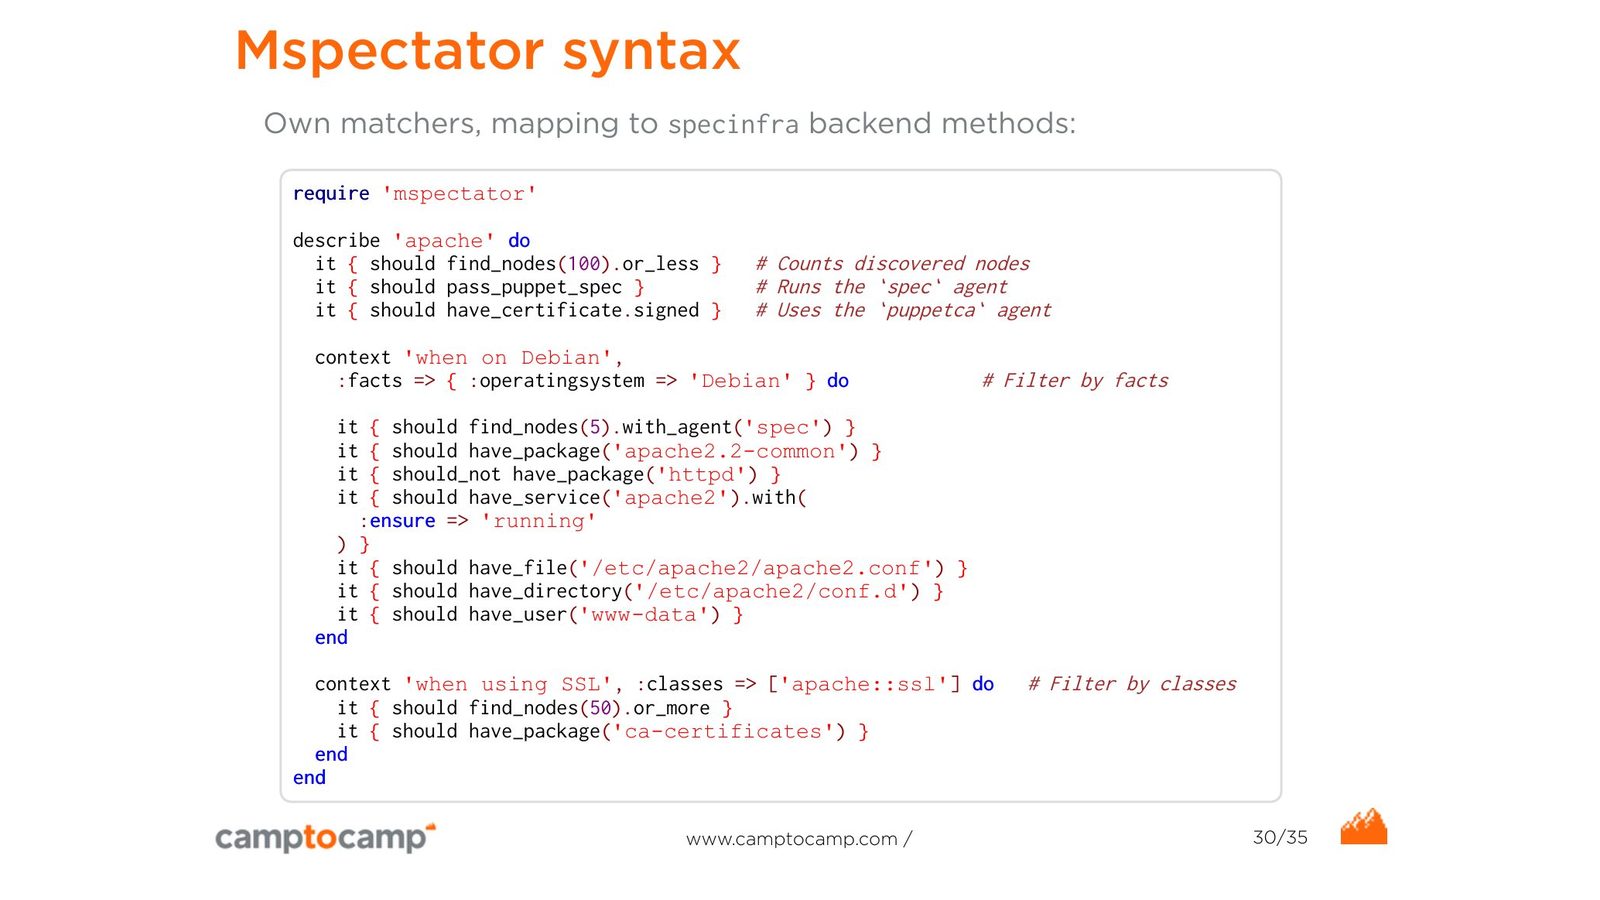 Mspectator syntax
Own matchers, mapping to specinfra backend methods:
require 'mspectator'
describe 'apache' do
  it { should find_nodes(100).or_less }   # Counts discovered nodes
  it { should pass_puppet_spec }          # Runs the `spec` agent
  it { should have_certificate.signed }   # Uses the `puppetca` agent
  context 'when on Debian',
    :facts => { :operatingsystem => 'Debian' } do            # Filter by facts
    it { should find_nodes(5).with_agent('spec') }
    it { should have_package('apache2.2-common') }
    it { should_not have_package('httpd') }
    it { should have_service('apache2').with(
      :ensure => 'running'
    ) }
    it { should have_file('/etc/apache2/apache2.conf') }
    it { should have_directory('/etc/apache2/conf.d') }
    it { should have_user('www-data') }
  end
  context 'when using SSL', :classes => ['apache::ssl'] do   # Filter by classes
    it { should find_nodes(50).or_more }
    it { should have_package('ca-certificates') }
  end
end
camptocamp
www.camptocamp.com /
30/35